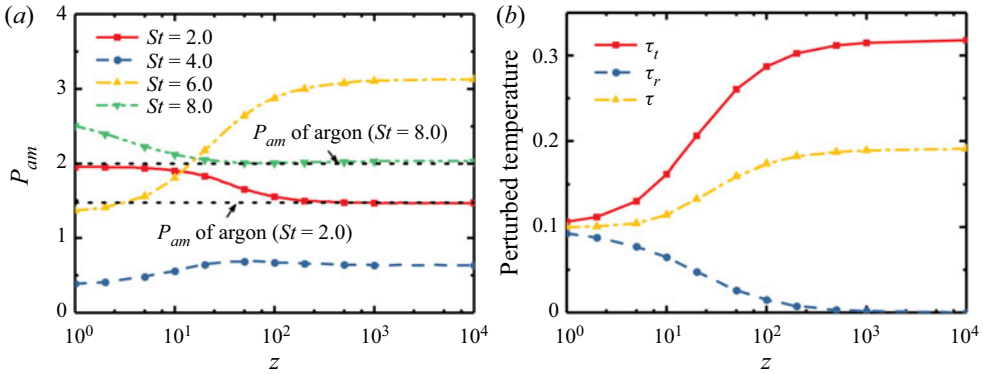 (a)
St = 2.0
St = 4.0
St = 6.0
St = 8.0
P_am of argon (St = 8.0)
P_am of argon (St = 2.0)
P_am
4
3
2
1
0
10^0
10^1
10^2
10^3
10^4
z
(b)
τ_t
τ_r
τ
Perturbed temperature
0.3
0.2
0.1
0
10^0
10^1
10^2
10^3
10^4
z